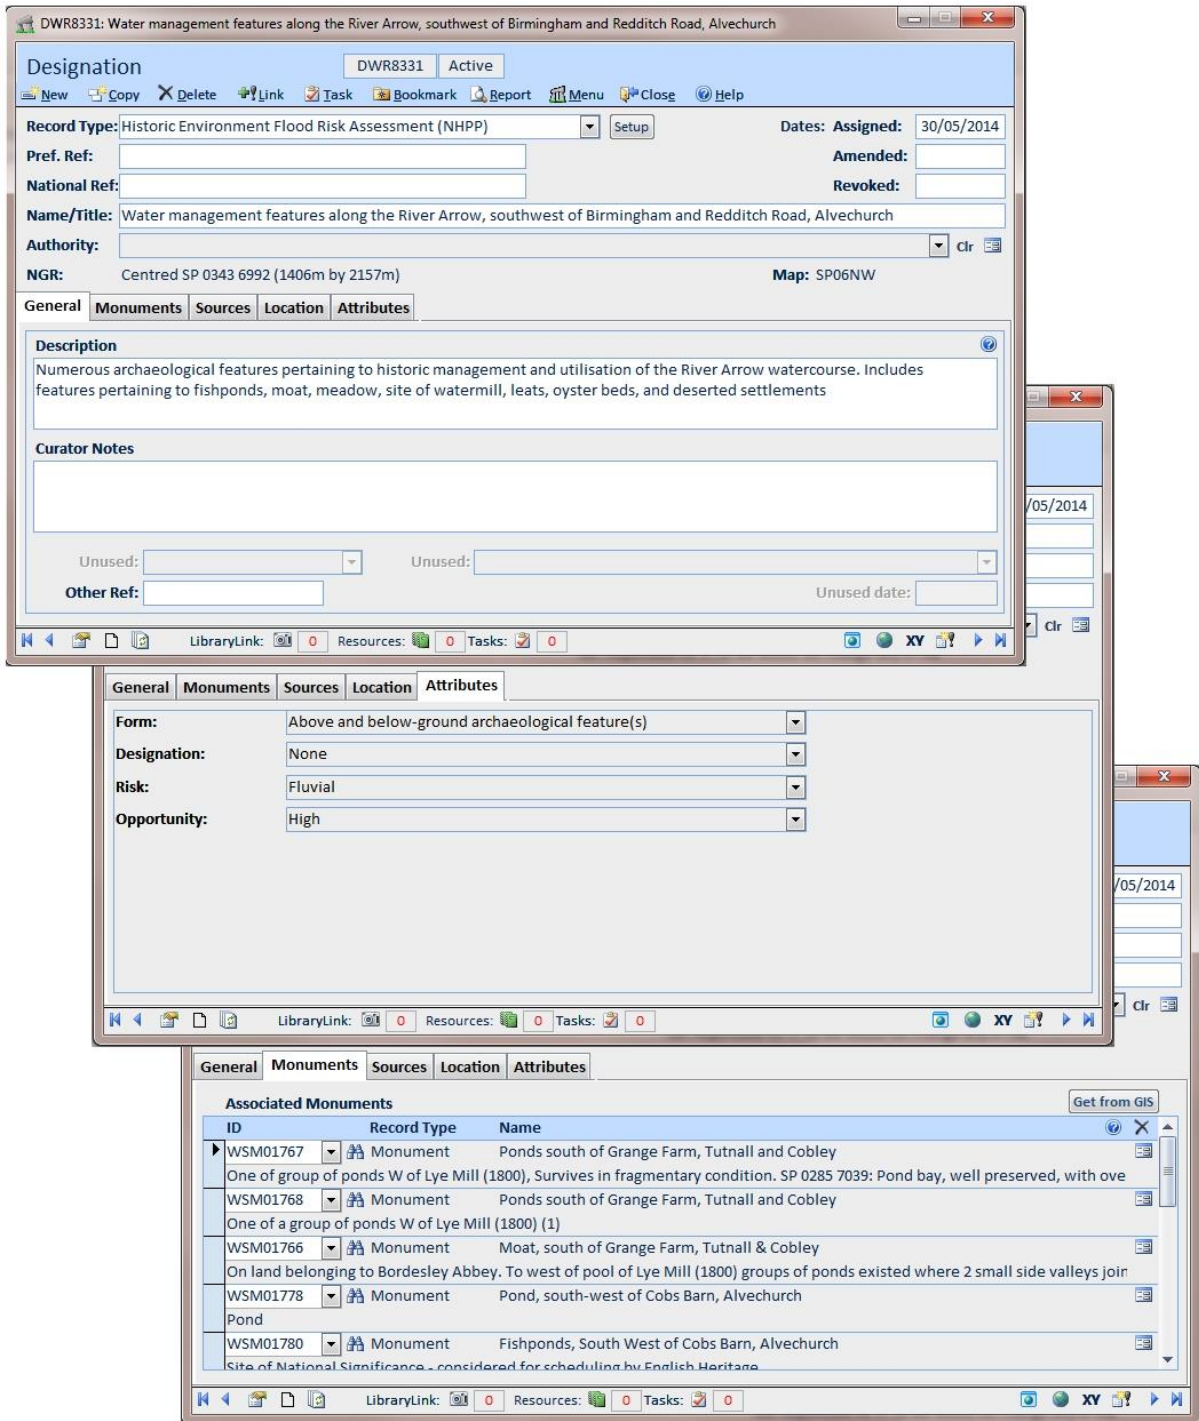 DWR8331: Water management features along the River Arrow, southwest of Birmingham and Redditch Road, Alvechurch
Designation DWR8331 Active
New Copy Delete Link Task Bookmark Report Menu Close Help
Record Type: Historic Environment Flood Risk Assessment (NHPP) Setup Dates: Assigned: 30/05/2014
Pref. Ref: Amended:
National Ref: Revoked:
Name/Title: Water management features along the River Arrow, southwest of Birmingham and Redditch Road, Alvechurch
Authority: Clr
NGR: Centred SP 0343 6992 (1406m by 2157m) Map: SP06NW
General Monuments Sources Location Attributes
Description
Numerous archaeological features pertaining to historic management and utilisation of the River Arrow watercourse. Includes
features pertaining to fishponds, moat, meadow, site of watermill, leats, oyster beds, and deserted settlements
Curator Notes
/05/2014
Unused: Unused:
Other Ref: Unused date:
Clr
LibraryLink: 0 Resources: 0 Tasks: 0 XY
General Monuments Sources Location Attributes
Form: Above and below-ground archaeological feature(s)
Designation: None
Risk: Fluvial
Opportunity: High
/05/2014
Clr
LibraryLink: 0 Resources: 0 Tasks: 0 XY
General Monuments Sources Location Attributes
Associated Monuments Get from GIS
ID Record Type Name
WSM01767 Monument Ponds south of Grange Farm, Tutnall and Cobley
One of group of ponds W of Lye Mill (1800), Survives in fragmentary condition. SP 0285 7039: Pond bay, well preserved, with ove
WSM01768 Monument Ponds south of Grange Farm, Tutnall and Cobley
One of a group of ponds W of Lye Mill (1800) (1)
WSM01766 Monument Moat, south of Grange Farm, Tutnall & Cobley
On land belonging to Bordesley Abbey. To west of pool of Lye Mill (1800) groups of ponds existed where 2 small side valleys join
WSM01778 Monument Pond, south-west of Cobs Barn, Alvechurch
Pond
WSM01780 Monument Fishponds, South West of Cobs Barn, Alvechurch
Site of National Significance - considered for scheduling by English Heritage
LibraryLink: 0 Resources: 0 Tasks: 0 XY